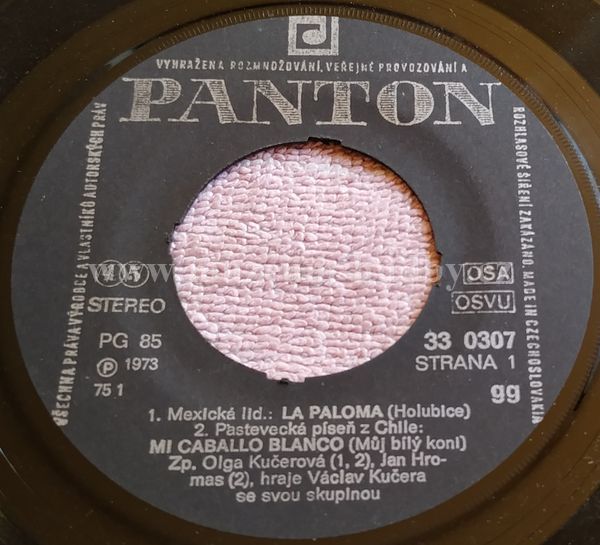 VYHRAŽENA ROZMNOŽOVÁNÍ, VEŘEJNÉ PROVOZOVÁNÍ A
PANTON
VŠECHNA PRÁVA VÝROBCE A VLASTNÍKŮ AUTORSKÝCH PRÁV
ROZHLASOVÉ ŠÍŘENÍ ZAKÁZÁNO. MADE IN CZECHOSLOVAKIA
45
STEREO
OSA
OSVU
PG 85
33 0307
Ⓟ 1973
STRANA 1
75 1
gg
1. Mexická lid.: LA PALOMA (Holubice)
2. Pastevecká píseň z Chile:
MI CABALLO BLANCO (Můj bílý koni)
Zp. Olga Kučerová (1, 2), Jan Hro-
mas (2), hraje Václav Kučera
se svou skupinou